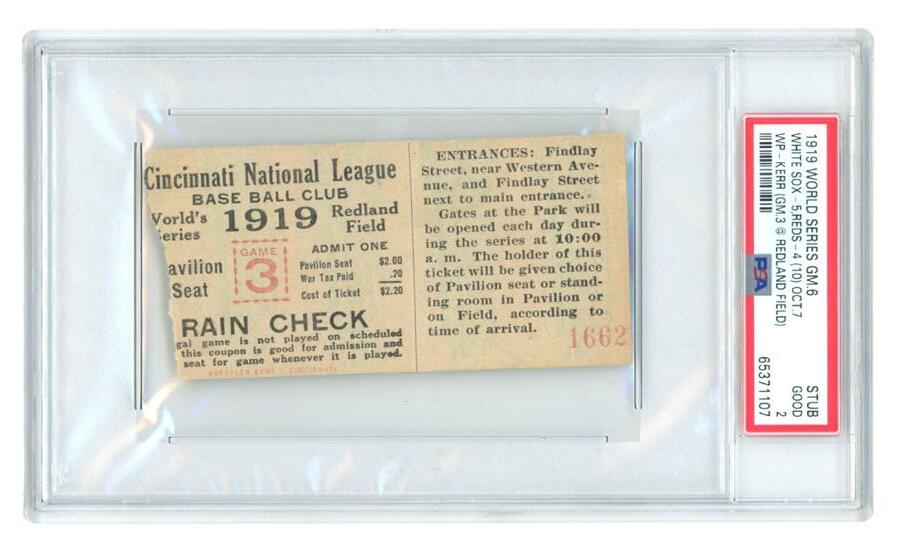 Cincinnati National League
BASE BALL CLUB
World's Series 1919 Redland Field
Pavilion Seat
GAME 3
ADMIT ONE
Pavilion Seat $2.00
War Tax Paid .20
Cost of Ticket $2.20
RAIN CHECK
gal game is not played on scheduled
this coupon is good for admission and
seat for game whenever it is played.
CINCINNATI
ENTRANCES: Findlay
Street, near Western Ave-
nue, and Findlay Street
next to main entrance.
Gates at the Park will
be opened each day dur-
ing the series at 10:00
a. m. The holder of this
ticket will be given choice
of Pavilion seat or stand-
ing room in Pavilion or
on Field, according to
time of arrival.
1662
1919 WORLD SERIES GM.6
WHITE SOX - 5,REDS - 4 (10) OCT.7
WP - KERR (GM.3 @ REDLAND FIELD)
PSA
STUB
GOOD
2
65371107